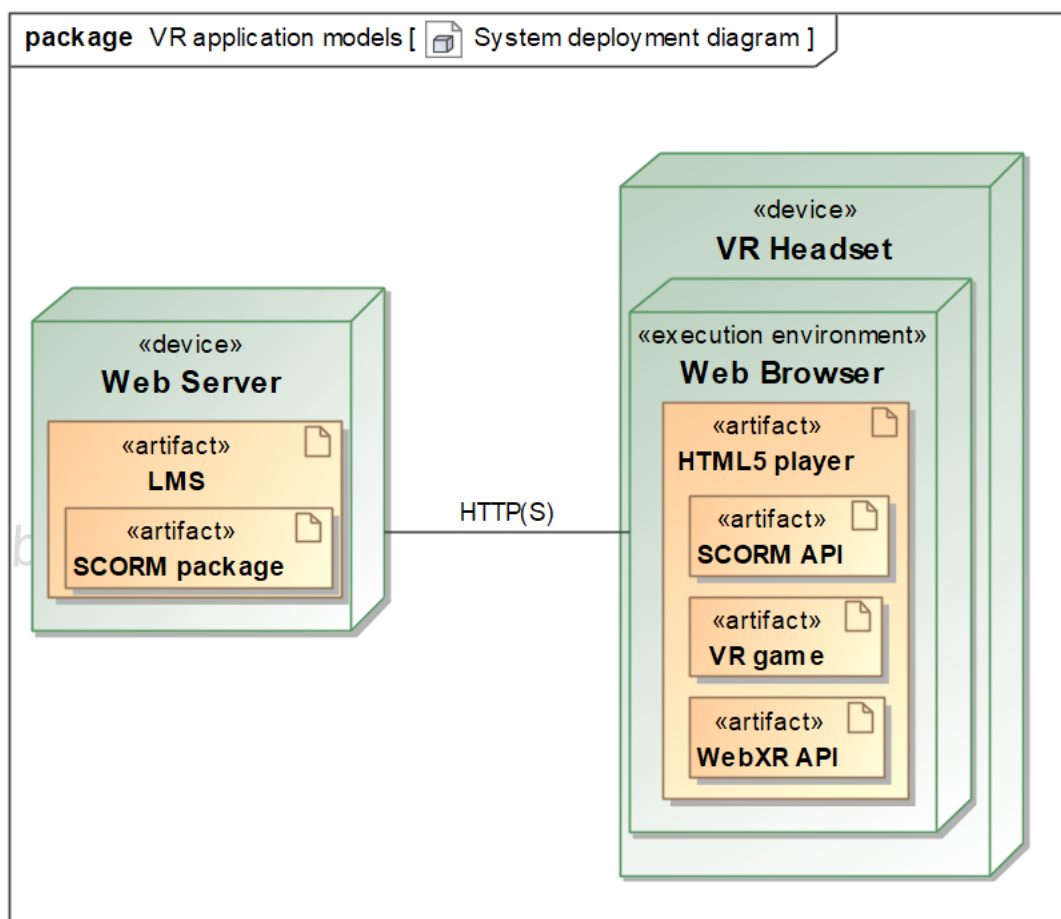 package VR application models [ System deployment diagram ]
«device»
VR Headset
«execution environment»
Web Browser
«artifact»
HTML5 player
«artifact»
SCORM API
«artifact»
VR game
«artifact»
WebXR API
«device»
Web Server
«artifact»
LMS
«artifact»
SCORM package
HTTP(S)